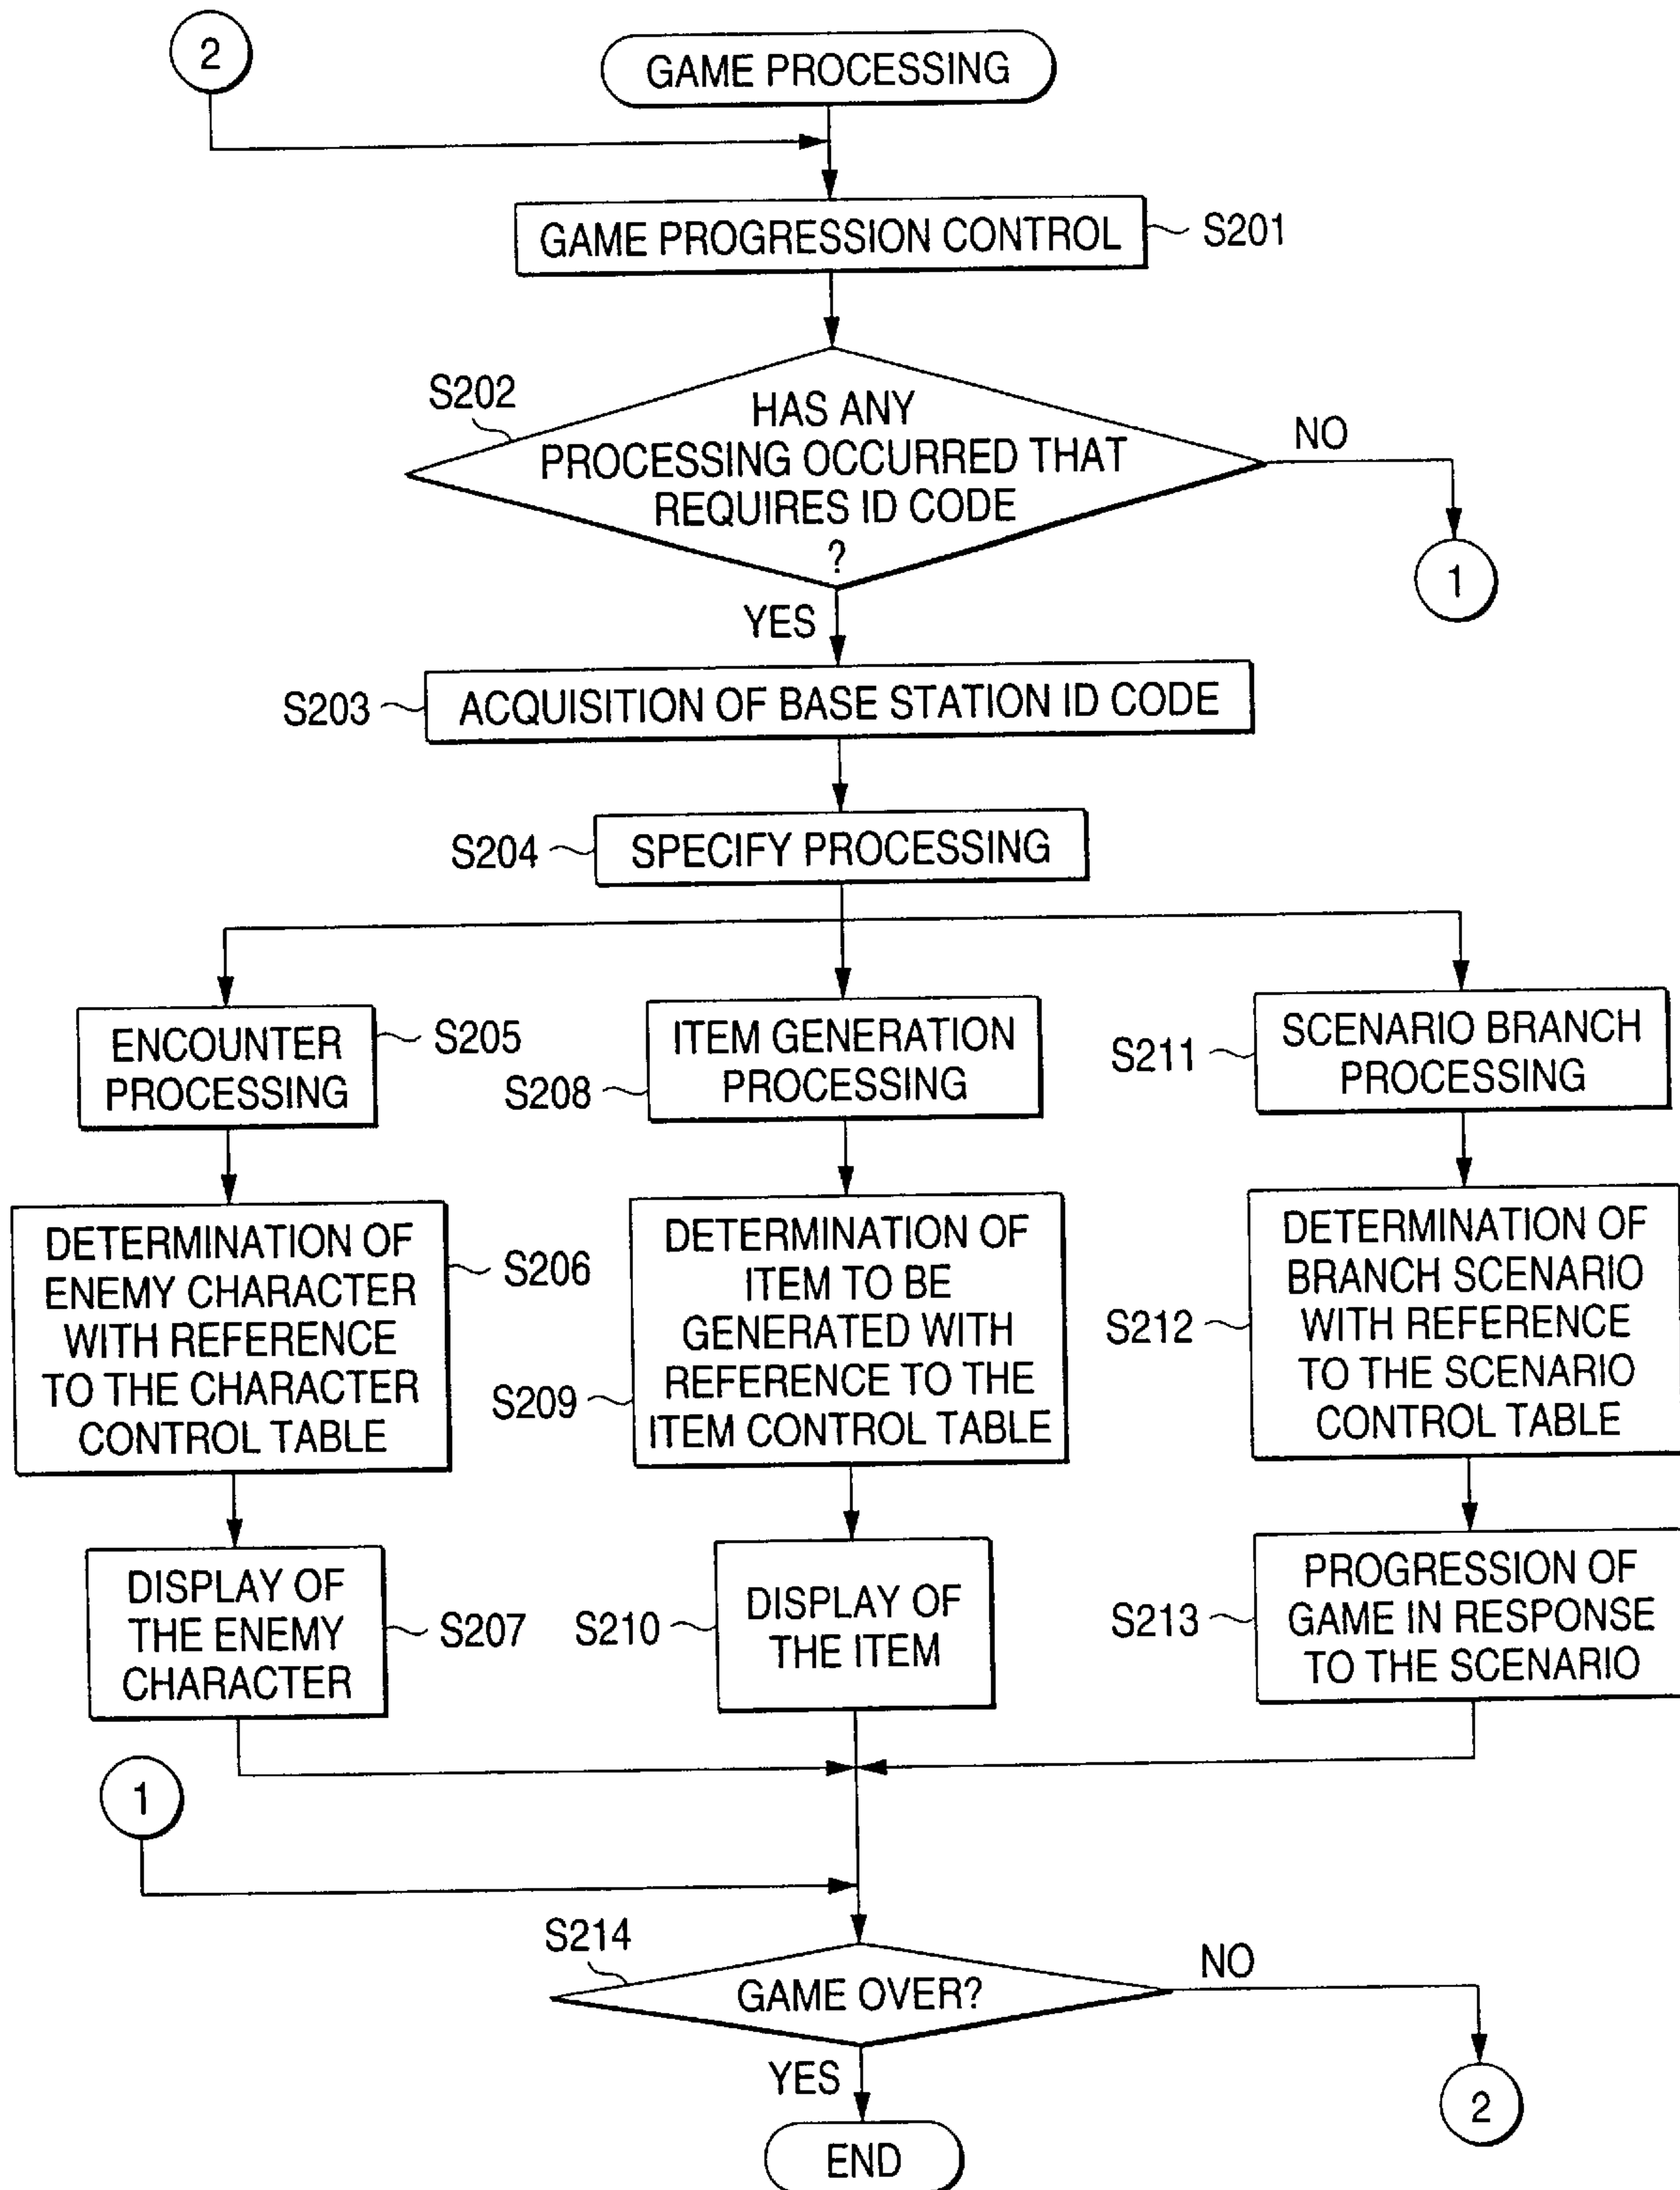 2
GAME PROCESSING
GAME PROGRESSION CONTROL
S201
S202
HAS ANY
PROCESSING OCCURRED THAT
REQUIRES ID CODE
?
NO
1
YES
S203
ACQUISITION OF BASE STATION ID CODE
S204
SPECIFY PROCESSING
ENCOUNTER
PROCESSING
S205
ITEM GENERATION
PROCESSING
S208
SCENARIO BRANCH
PROCESSING
S211
DETERMINATION OF
ENEMY CHARACTER
WITH REFERENCE
TO THE CHARACTER
CONTROL TABLE
S206
DETERMINATION OF
ITEM TO BE
GENERATED WITH
REFERENCE TO THE
ITEM CONTROL TABLE
S209
DETERMINATION OF
BRANCH SCENARIO
WITH REFERENCE
TO THE SCENARIO
CONTROL TABLE
S212
DISPLAY OF
THE ENEMY
CHARACTER
S207
DISPLAY OF
THE ITEM
S210
PROGRESSION OF
GAME IN RESPONSE
TO THE SCENARIO
S213
1
S214
GAME OVER?
NO
2
YES
END